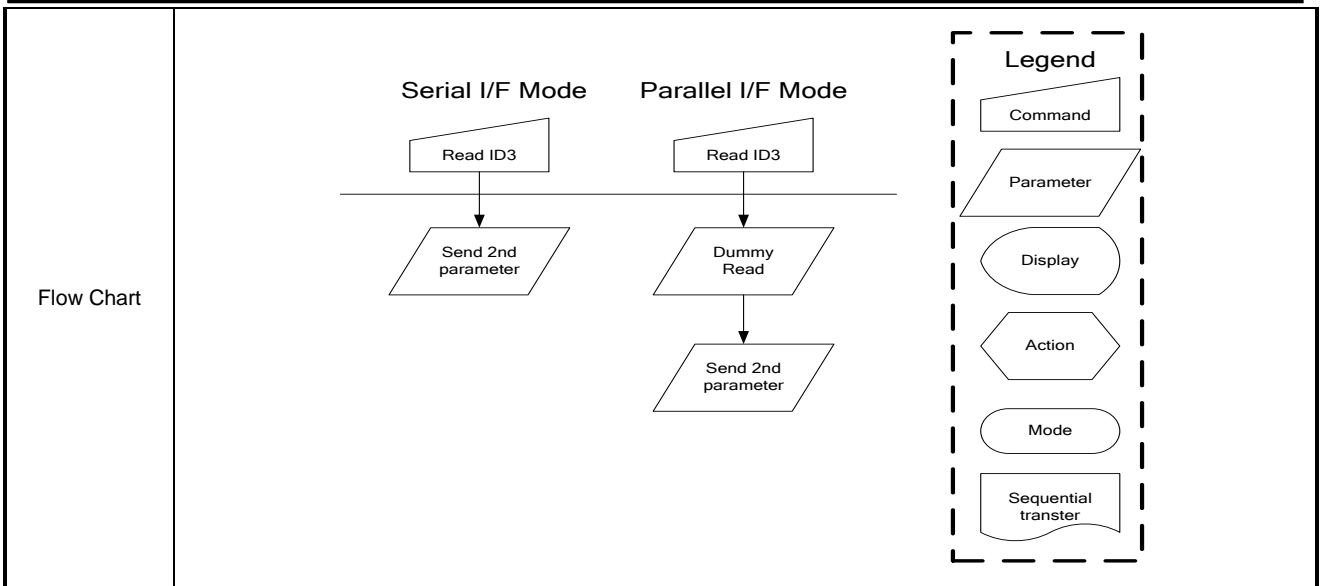 Flow Chart
Serial I/F Mode
Read ID3
Send 2nd
parameter
Parallel I/F Mode
Read ID3
Dummy
Read
Send 2nd
parameter
Legend
Command
Parameter
Display
Action
Mode
Sequential
transter